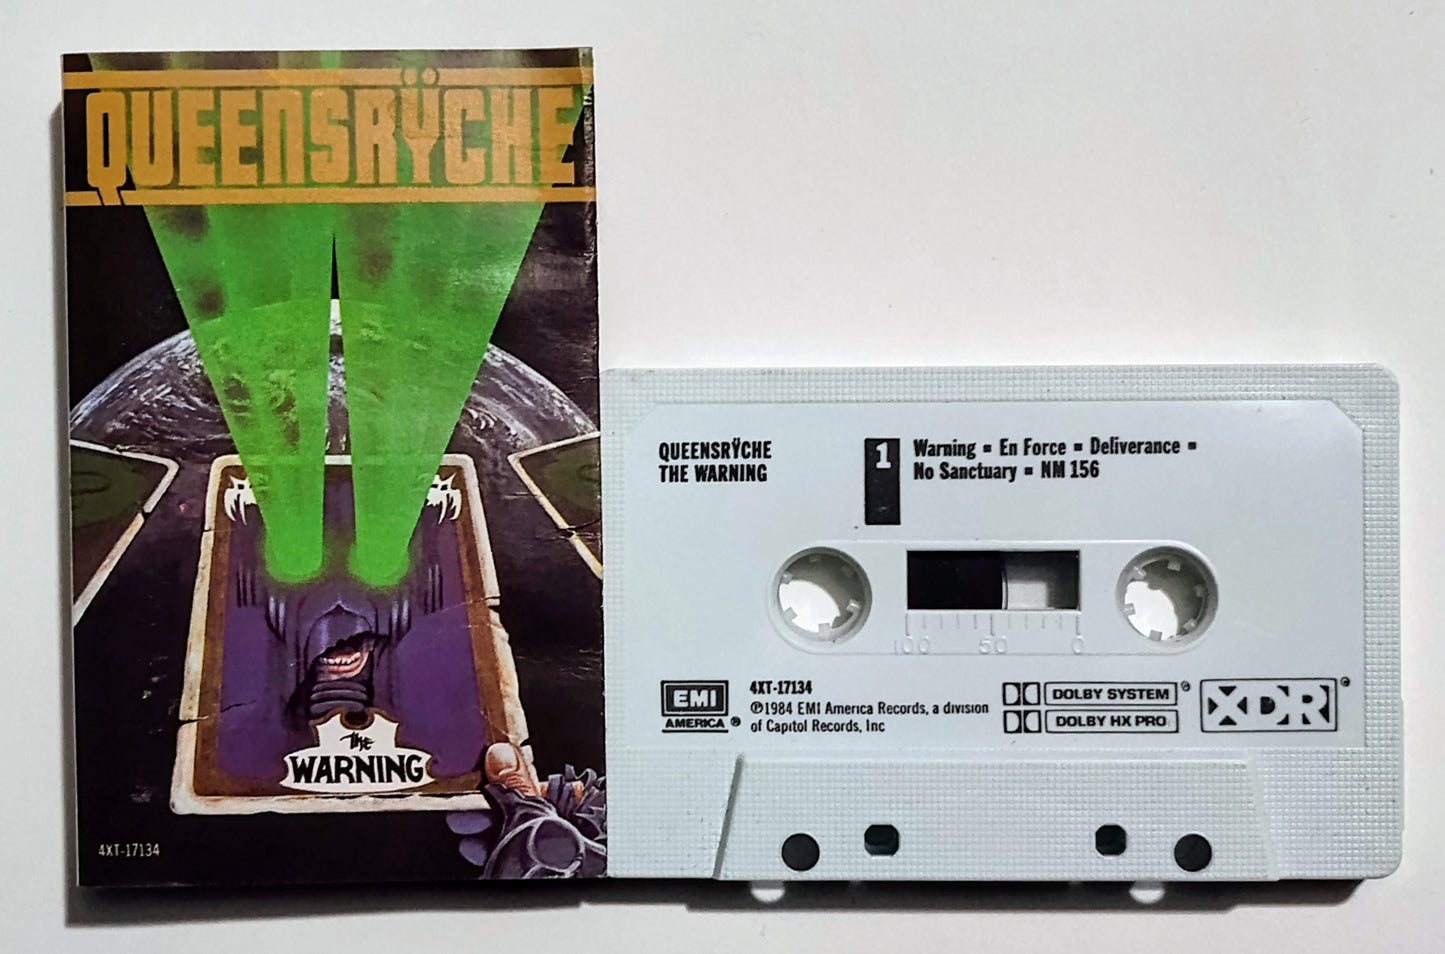 QUEENSRŸCHE
The
WARNING
4XT-17134
QUEENSRŸCHE
THE WARNING
1
Warning ▪ En Force ▪ Deliverance ▪
No Sanctuary ▪ NM 156
100 50 0
EMI
AMERICA ®
4XT-17134
℗1984 EMI America Records, a division
of Capitol Records, Inc
DOLBY SYSTEM ®
DOLBY HX PRO
XDR ®